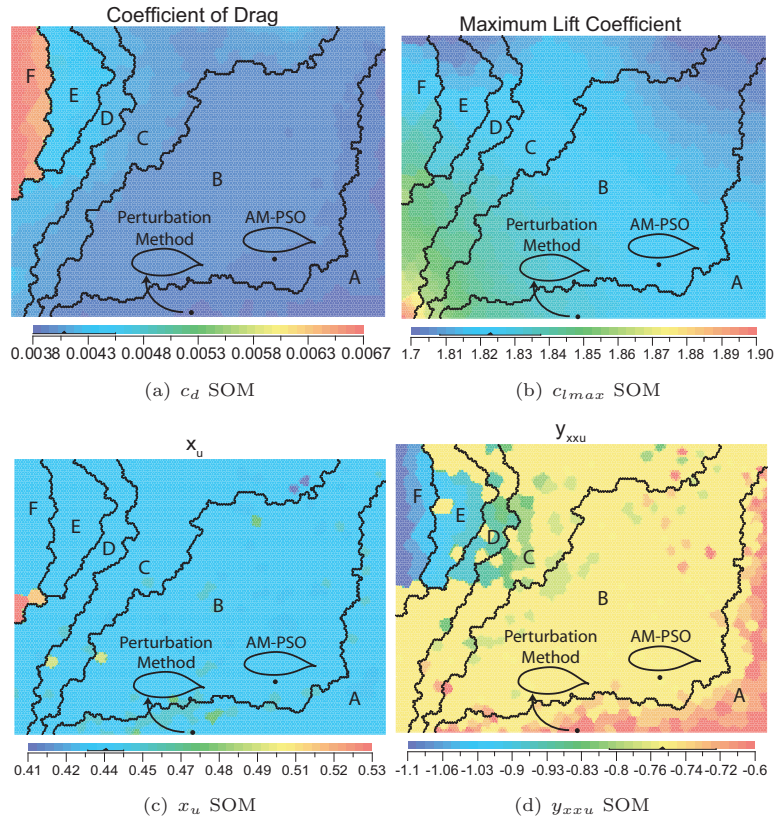 Coefficient of Drag
F
E
D
C
B
A
Perturbation
Method
AM-PSO
0.0038 0.0043 0.0048 0.0053 0.0058 0.0063 0.0067
(a) c_d SOM
Maximum Lift Coefficient
F
E
D
C
B
A
Perturbation
Method
AM-PSO
1.7 1.81 1.82 1.83 1.84 1.85 1.86 1.87 1.88 1.89 1.90
(b) c_lmax SOM
x_u
F
E
D
C
B
A
Perturbation
Method
AM-PSO
0.41 0.42 0.44 0.45 0.47 0.48 0.50 0.51 0.53
(c) x_u SOM
y_xxu
F
E
D
C
B
A
Perturbation
Method
AM-PSO
-1.1 -1.06 -1.03 -0.9 -0.93 -0.83 -0.8 -0.76 -0.74 -0.72 -0.6
(d) y_xxu SOM